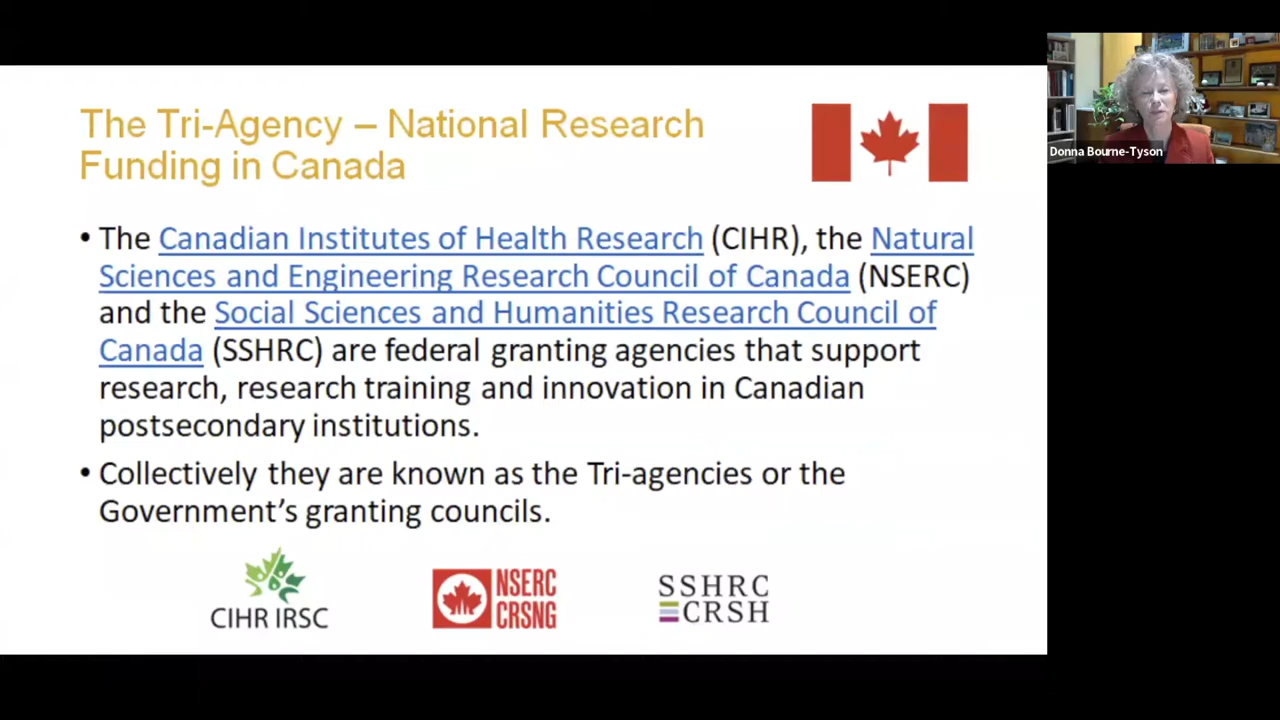 The Tri-Agency – National Research
Funding in Canada
• The Canadian Institutes of Health Research (CIHR), the Natural
Sciences and Engineering Research Council of Canada (NSERC)
and the Social Sciences and Humanities Research Council of
Canada (SSHRC) are federal granting agencies that support
research, research training and innovation in Canadian
postsecondary institutions.
• Collectively they are known as the Tri-agencies or the
Government’s granting councils.
CIHR IRSC
NSERC
CRSNG
SSHRC
CRSH
Donna Bourne-Tyson